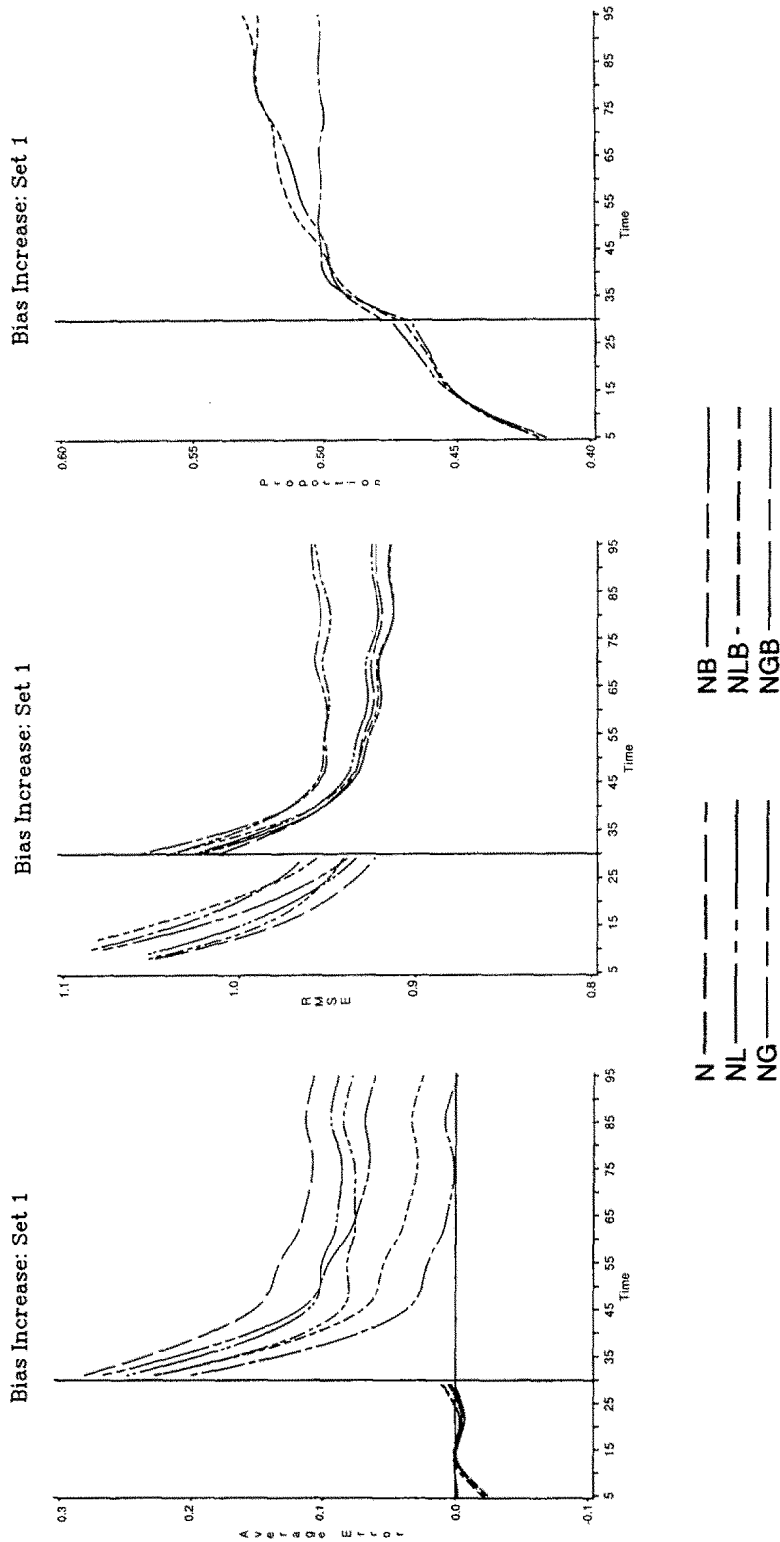 Bias Increase: Set 1
Average Error
0.3
0.2
0.1
0.0
-0.1
5
15
25
35
45
55
65
75
85
95
Time
Bias Increase: Set 1
RMSE
1.1
1.0
0.9
0.8
5
15
25
35
45
55
65
75
85
95
Time
Bias Increase: Set 1
Proportion
0.60
0.55
0.50
0.45
0.40
5
15
25
35
45
55
65
75
85
95
Time
N
NL
NG
NB
NLB
NGB